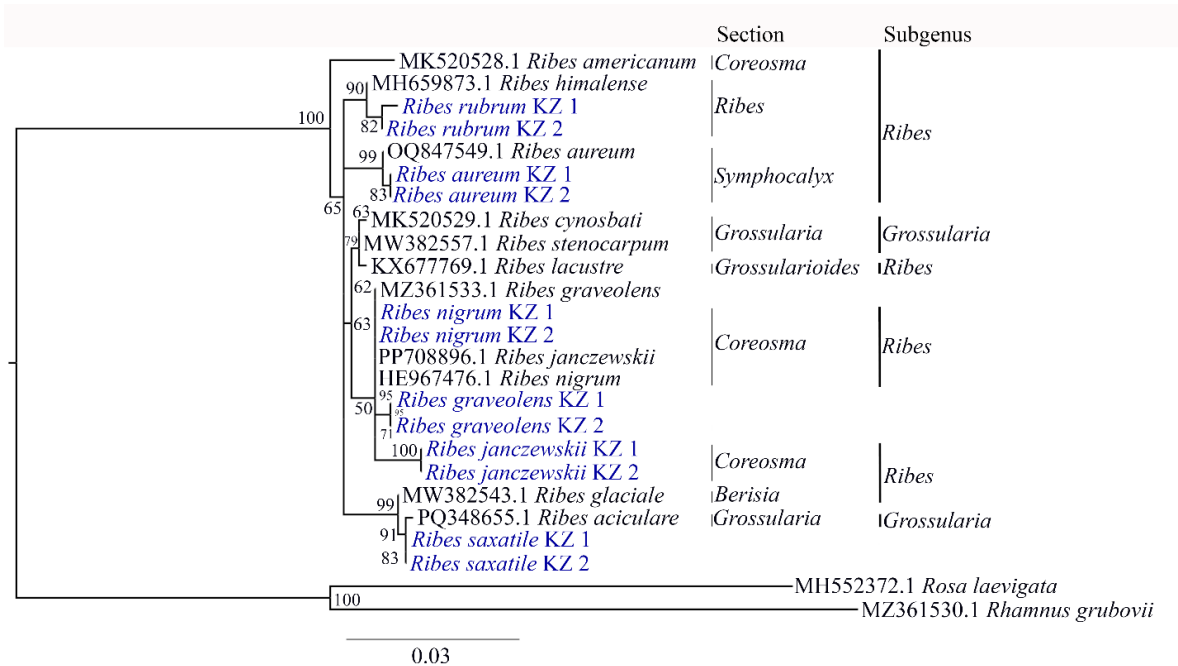 Section Subgenus
MK520528.1 Ribes americanum Coreosma
90 MH659873.1 Ribes himalense
Ribes rubrum KZ 1 Ribes
100 82 Ribes rubrum KZ 2 Ribes
99 OQ847549.1 Ribes aureum
Ribes aureum KZ 1 Symphocalyx
83 Ribes aureum KZ 2
65 63 MK520529.1 Ribes cynosbati
79 MW382557.1 Ribes stenocarpum Grossularia Grossularia
KX677769.1 Ribes lacustre Grossularioides Ribes
62 MZ361533.1 Ribes graveolens
63 Ribes nigrum KZ 1
Ribes nigrum KZ 2 Coreosma Ribes
PP708896.1 Ribes janczewskii
HE967476.1 Ribes nigrum
95 Ribes graveolens KZ 1
50 95
71 Ribes graveolens KZ 2
100 Ribes janczewskii KZ 1
Ribes janczewskii KZ 2 Coreosma Ribes
99 MW382543.1 Ribes glaciale Berisia
PQ348655.1 Ribes aciculare Grossularia Grossularia
91 Ribes saxatile KZ 1
83 Ribes saxatile KZ 2
MH552372.1 Rosa laevigata
100 MZ361530.1 Rhamnus grubovii
0.03